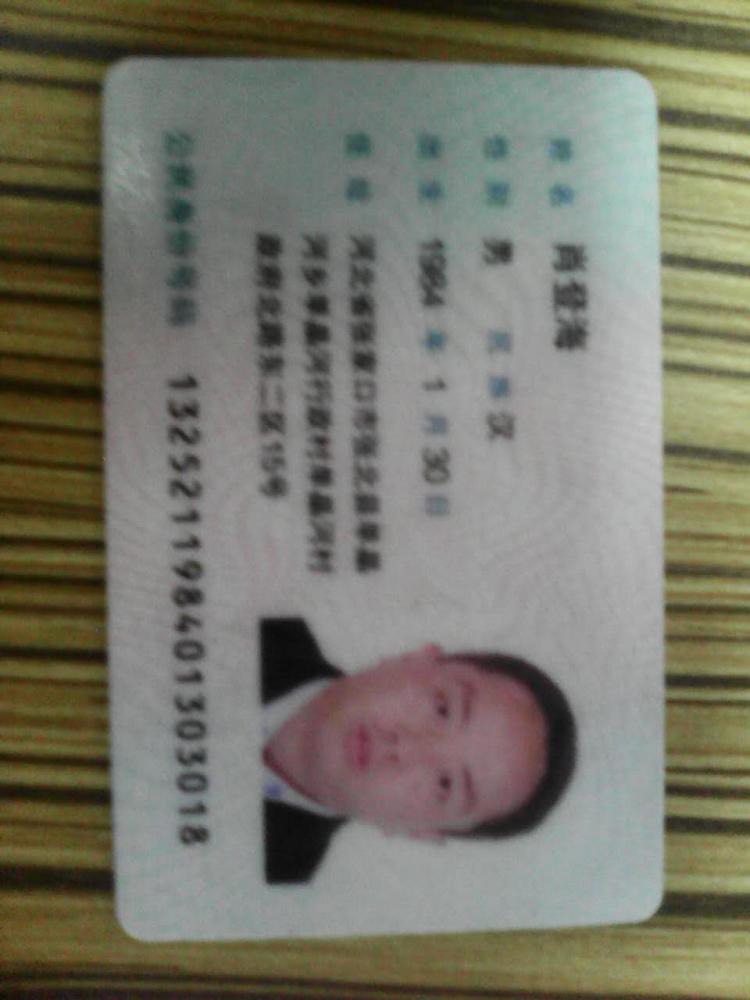 姓名 肖登海
性别 男 民族 汉
出生 1984 年 1 月 30 日
住址 河北省张家口市张北县单晶
河乡单晶河行政村单晶河村
政府北路东二区15号
公民身份号码 132521198401303018